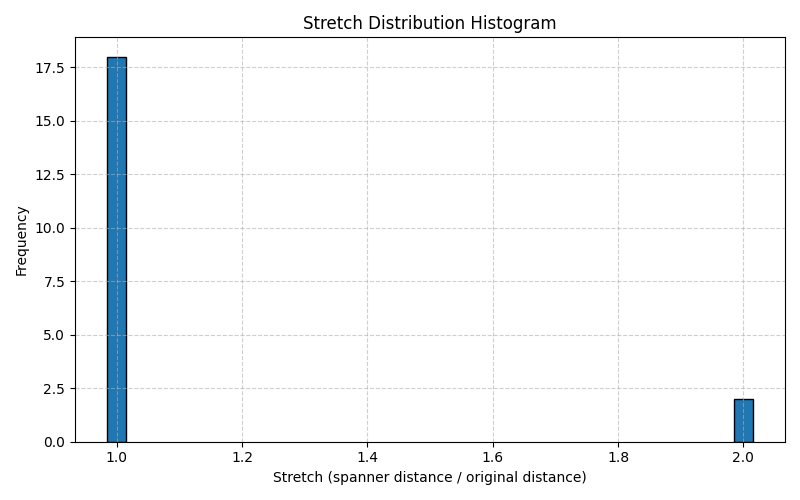 Stretch Distribution Histogram
17.5
15.0
12.5
10.0
7.5
5.0
2.5
0.0
Frequency
1.0 1.2 1.4 1.6 1.8 2.0
Stretch (spanner distance / original distance)